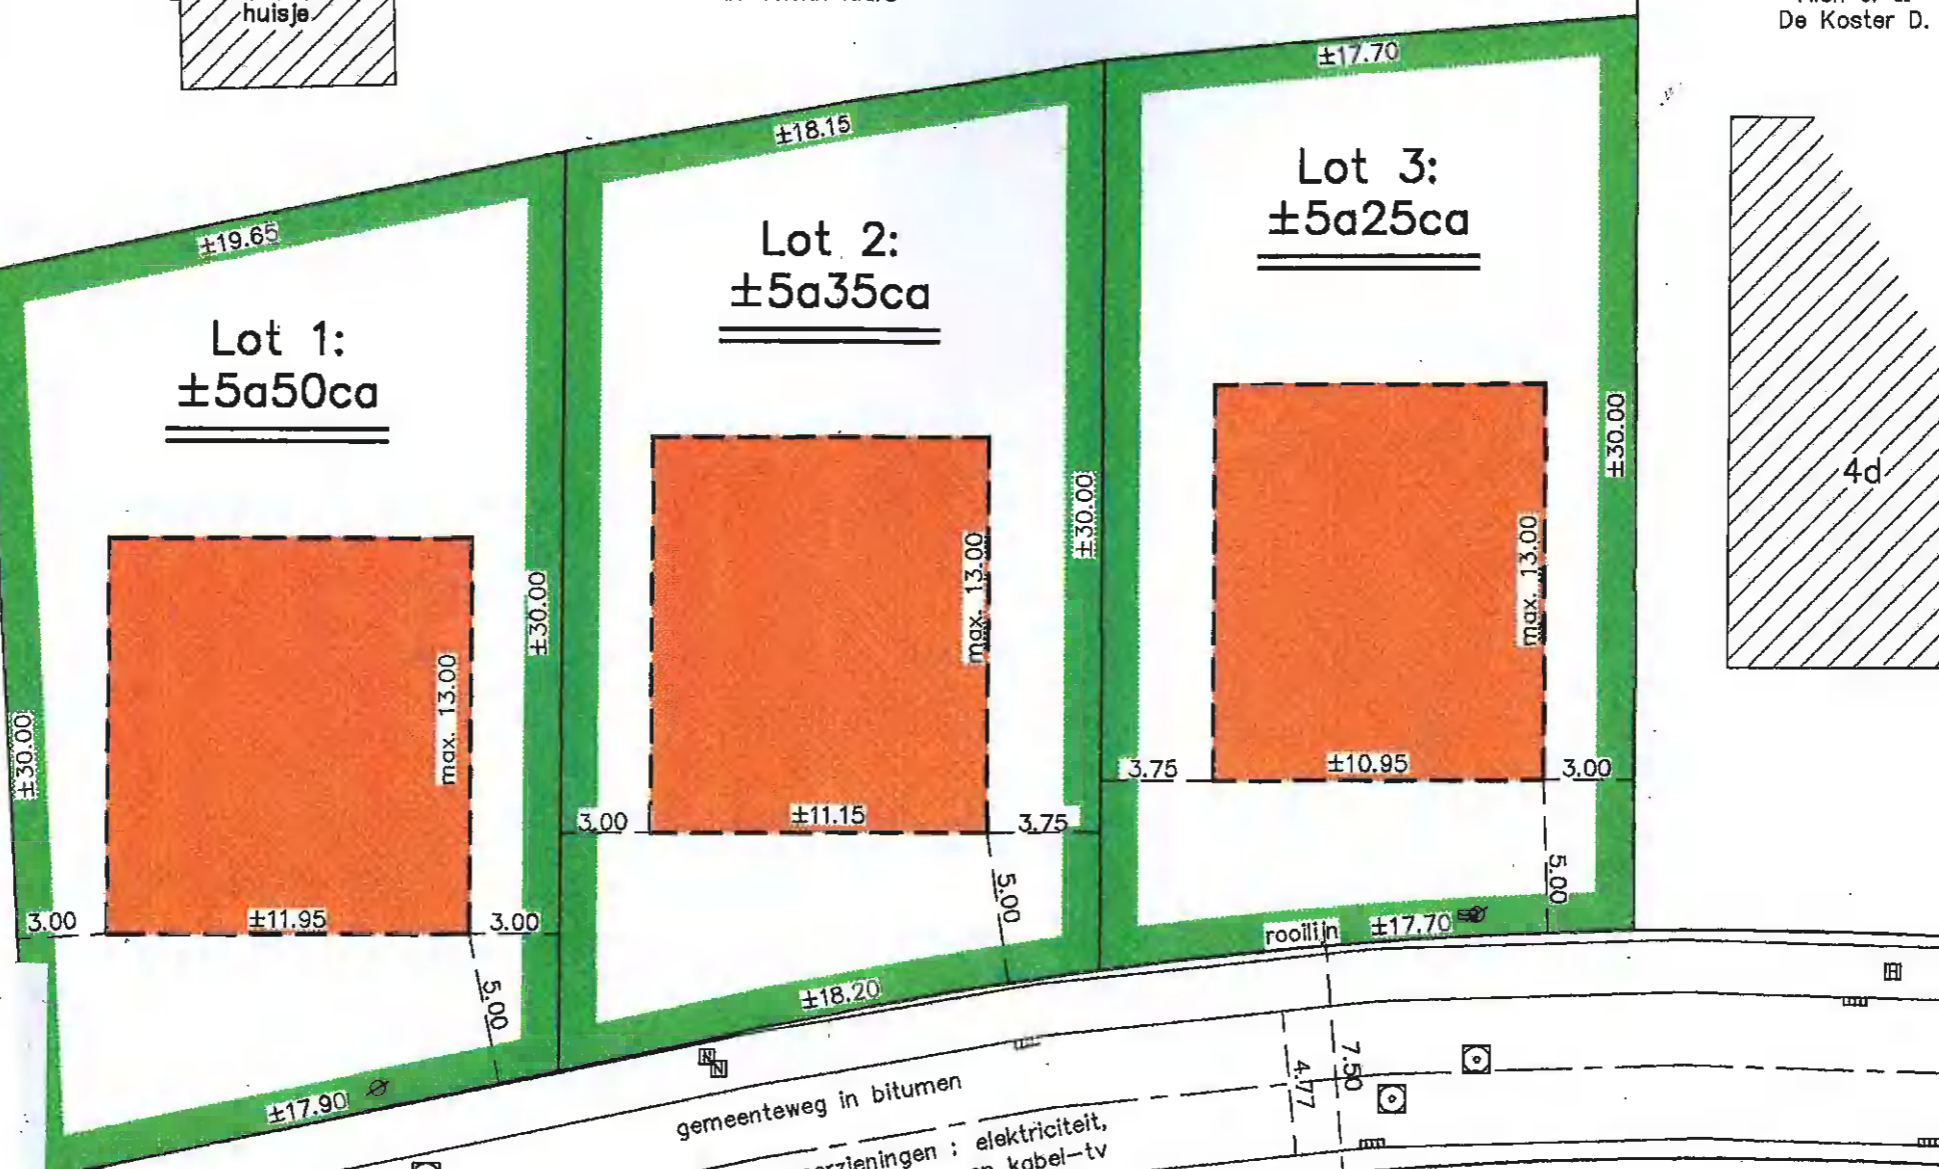 huisje
De Koster D.
±17.70
±18.15
±19.65
Lot 3:
±5a25ca
Lot 2:
±5a35ca
Lot 1:
±5a50ca
±30.00
±30.00
±30.00
±30.00
4d
max. 13.00
max. 13.00
max. 13.00
3.75
±10.95
3.00
3.00
±11.15
3.75
3.00
±11.95
3.00
5.00
5.00
5.00
rooilijn
±17.70
±18.20
±17.90
N
N
H
7.50
4.77
gemeenteweg in bitumen
: elektriciteit,
kabel-tv